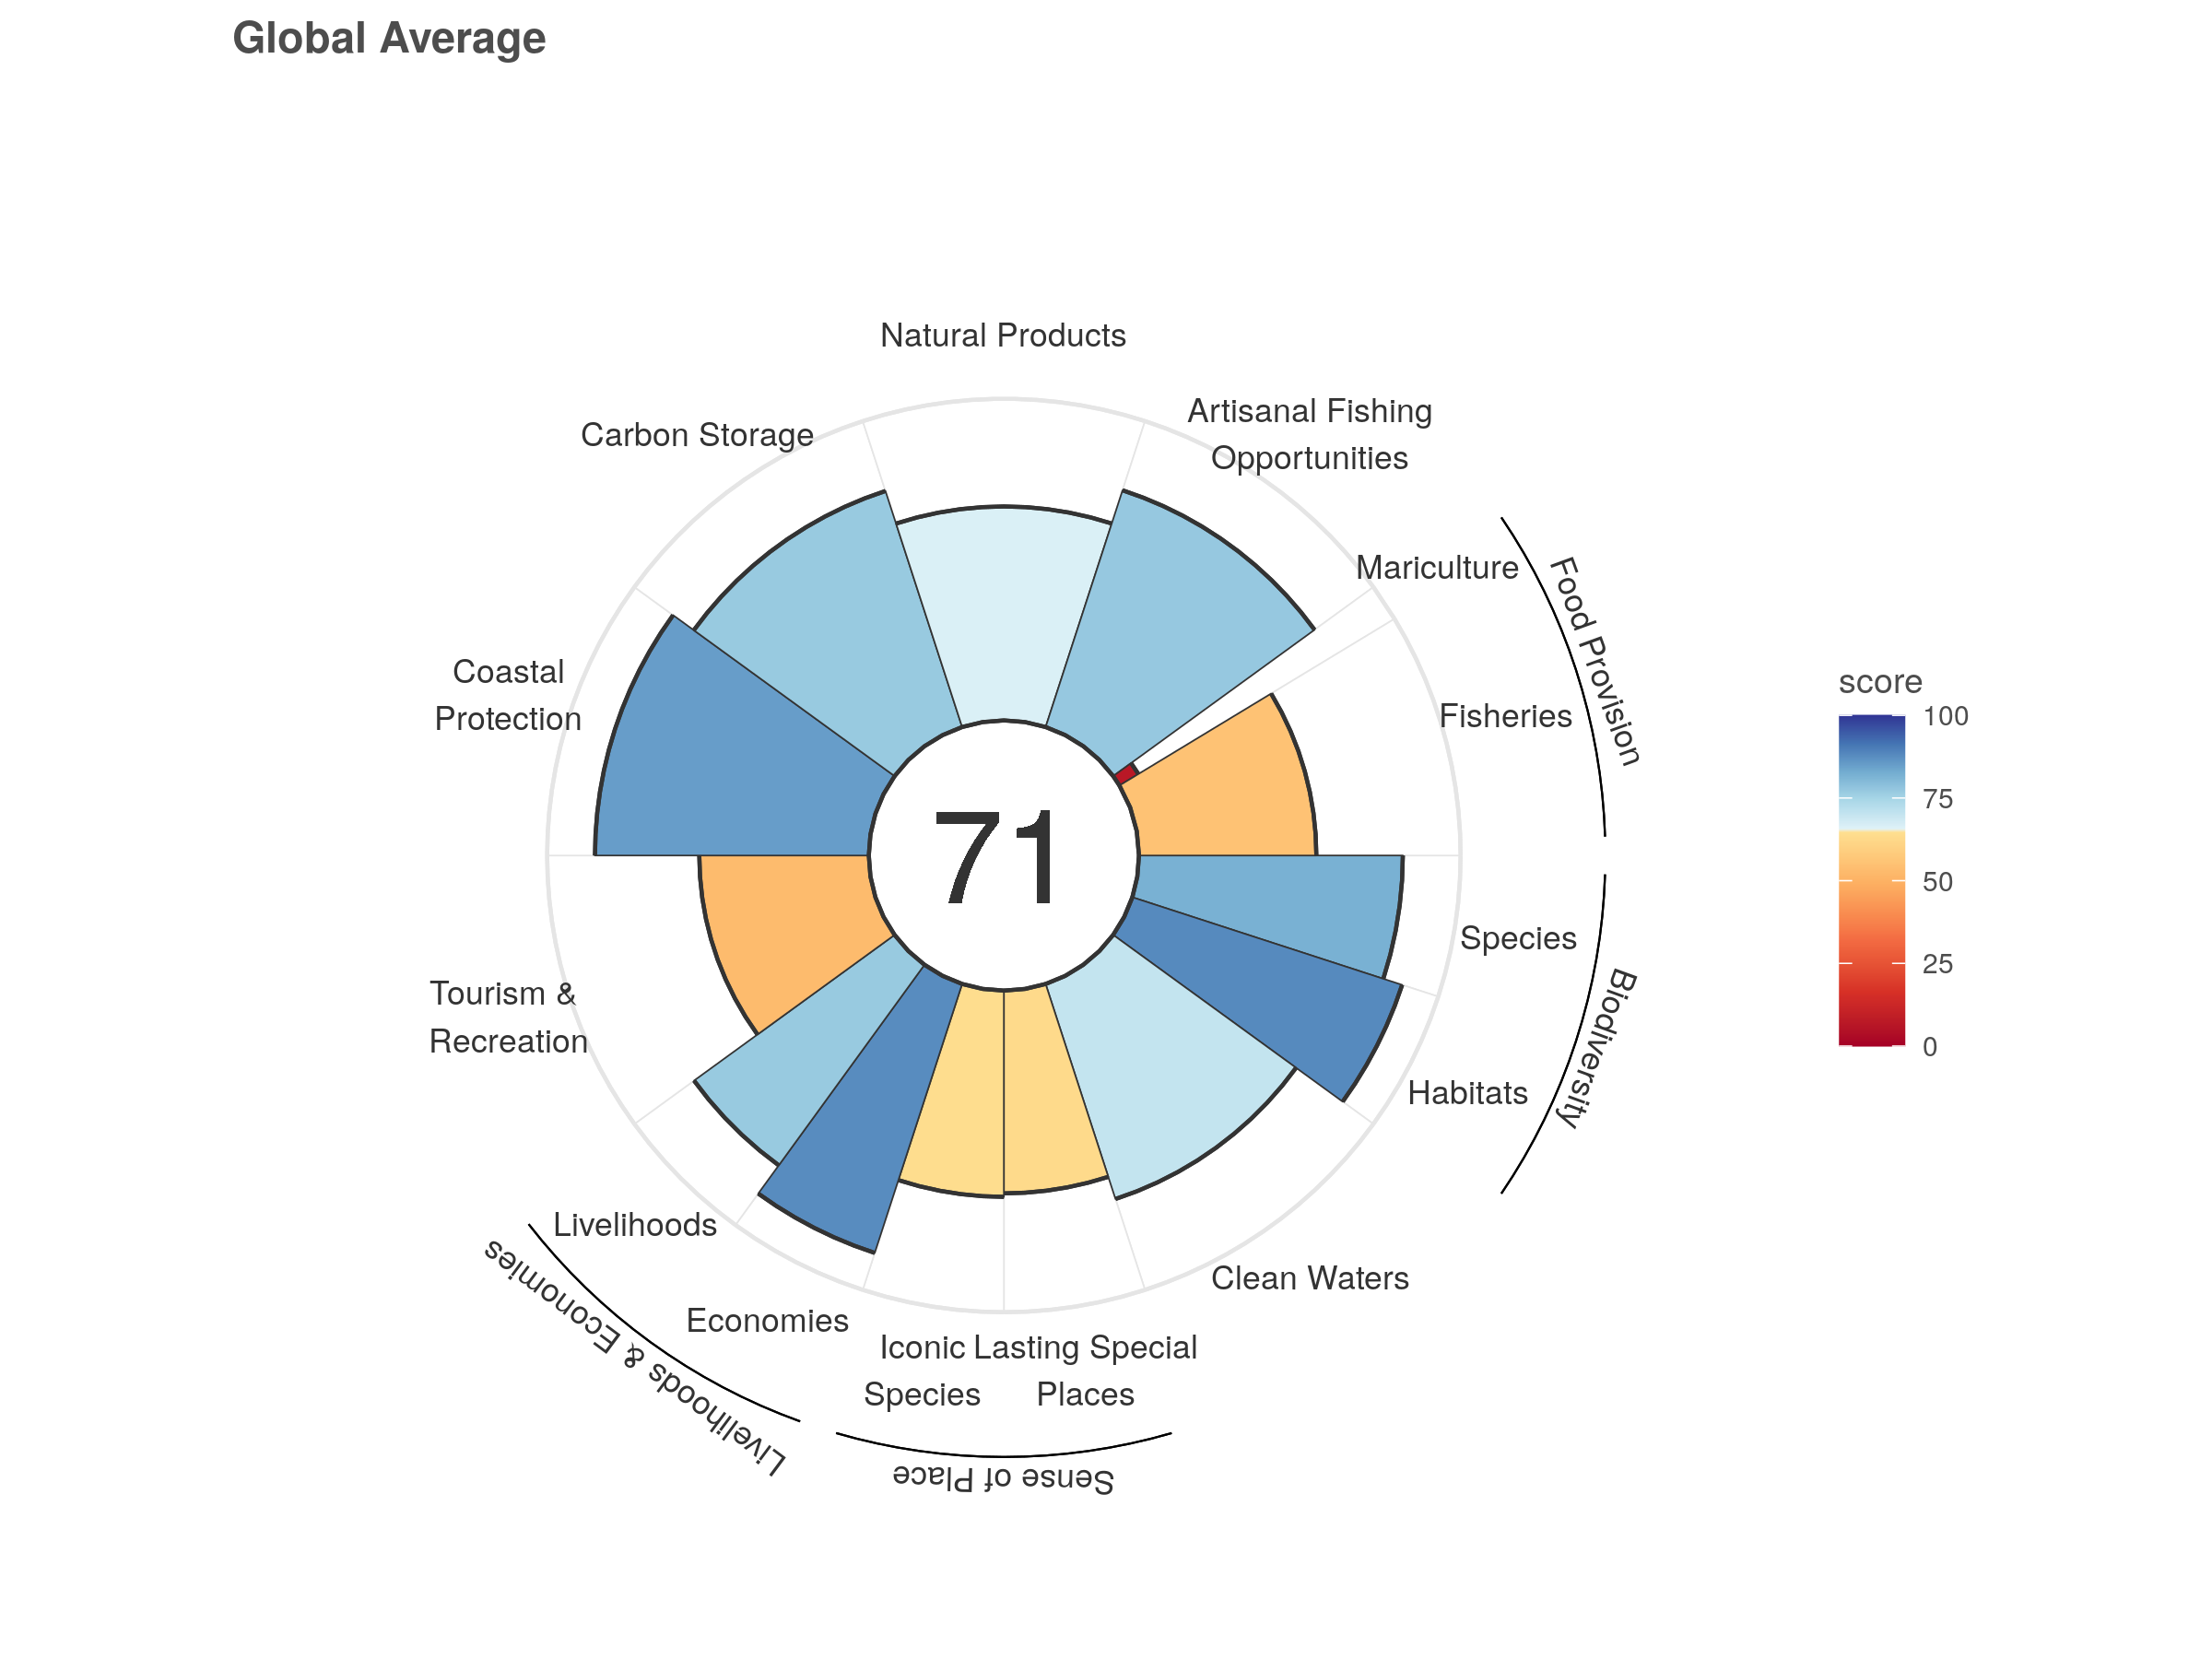 Global Average
Natural Products
Artisanal Fishing
Opportunities
Carbon Storage
Mariculture
Food Provision
Coastal
Protection
Fisheries
71
score
100
75
50
25
0
Species
Biodiversity
Tourism &
Recreation
Habitats
Livelihoods
Clean Waters
Economies
Livelihoods & Economies
Iconic
Species
Lasting Special
Places
Sense of Place